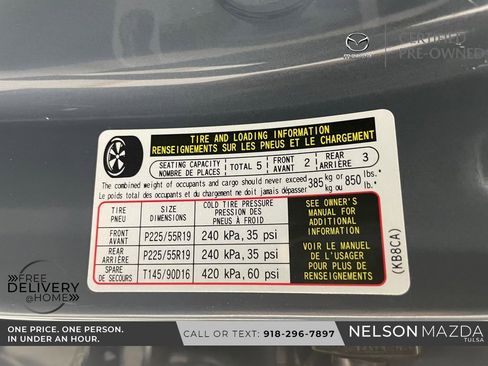 mazda
CERTIFIED
PRE-OWNED
TIRE AND LOADING INFORMATION
RENSEIGNEMENTS SUR LES PNEUS ET LE CHARGEMENT
SEATING CAPACITY
NOMBRE DE PLACES
TOTAL 5
FRONT
AVANT 2
REAR
ARRIÈRE 3
The combined weight of occupants and cargo should never exceed 385 kg or 850 lbs.
Le poids total des occupants et du chargement ne doit jamais dépasser 385 kg ou 850 lb.
TIRE
PNEU
SIZE
DIMENSIONS
COLD TIRE PRESSURE
PRESSION DES
PNEUS À FROID
FRONT
AVANT
P225/55R19
240 kPa, 35 psi
REAR
ARRIÈRE
P225/55R19
240 kPa, 35 psi
SPARE
DE SECOURS
T145/90D16
420 kPa, 60 psi
SEE OWNER'S
MANUAL FOR
ADDITIONAL
INFORMATION
VOIR LE MANUEL
DE L'USAGER
POUR PLUS DE
RENSEIGNEMENTS
(KB8CA)
FREE
DELIVERY
@HOME
ONE PRICE. ONE PERSON.
IN UNDER AN HOUR.
CALL OR TEXT: 918-296-7897
NELSON MAZDA
TULSA